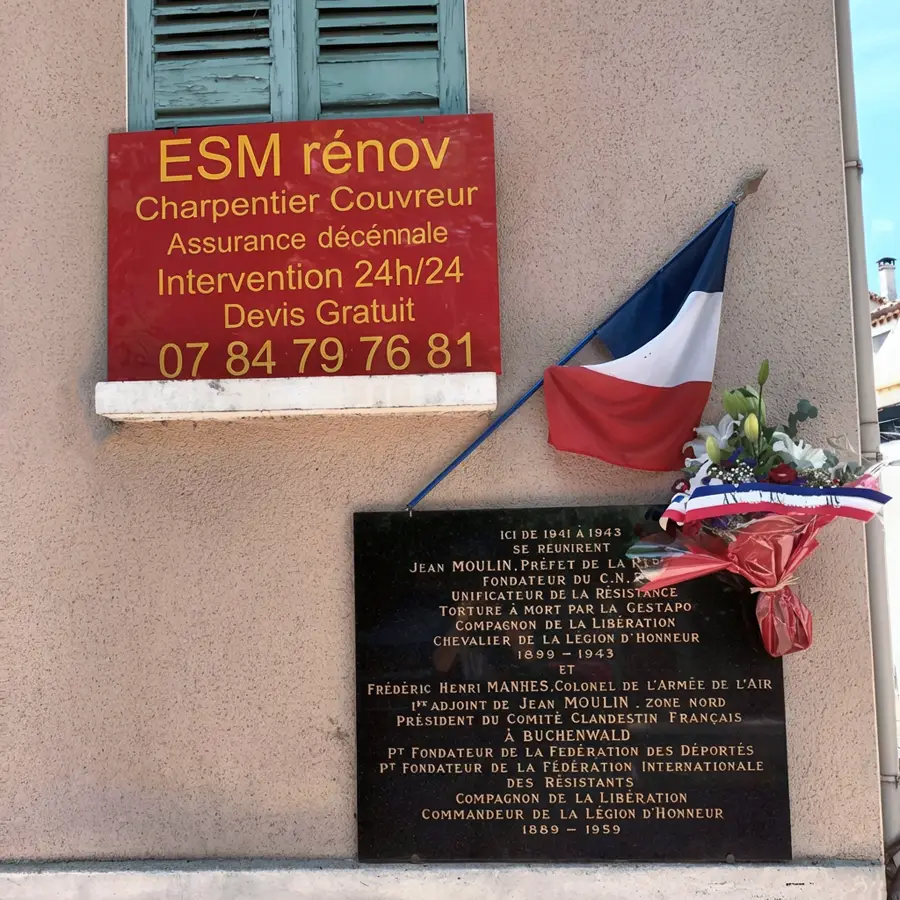 ESM rénov
Charpentier Couvreur
Assurance décénnale
Intervention 24h/24
Devis Gratuit
07 84 79 76 81
ICI DE 1941 À 1943
SE RÉUNIRENT
JEAN MOULIN, PRÉFET DE LA
FONDATEUR DU C.N.
UNIFICATEUR DE LA RÉSISTANCE
TORTURÉ À MORT PAR LA GESTAPO
COMPAGNON DE LA LIBÉRATION
CHEVALIER DE LA LÉGION D'HONNEUR
1899 – 1943
ET
FRÉDÉRIC HENRI MANHES, COLONEL DE L'ARMÉE DE L'AIR
1ER ADJOINT DE JEAN MOULIN . ZONE NORD
PRÉSIDENT DU COMITÉ CLANDESTIN FRANÇAIS
À BUCHENWALD
PT FONDATEUR DE LA FEDÉRATION DES DÉPORTÉS
PT FONDATEUR DE LA FÉDÉRATION INTERNATIONALE
DES RÉSISTANTS
COMPAGNON DE LA LIBÉRATION
COMMANDEUR DE LA LÉGION D'HONNEUR
1889 – 1959